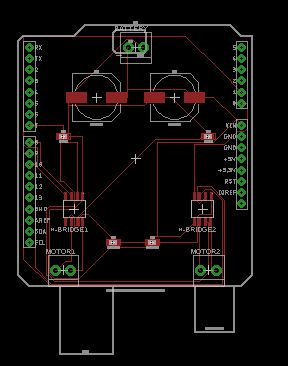 BATTERY
RX
TX
2
3
4
5
6
7
8
9
10
11
12
13
GND
AREF
SDA
SCL
5
4
3
2
1
0
VIN
GND
GND
+5V
+3.3V
RST
IOREF
H-BRIDGE1
H-BRIDGE2
MOTOR1
MOTOR2